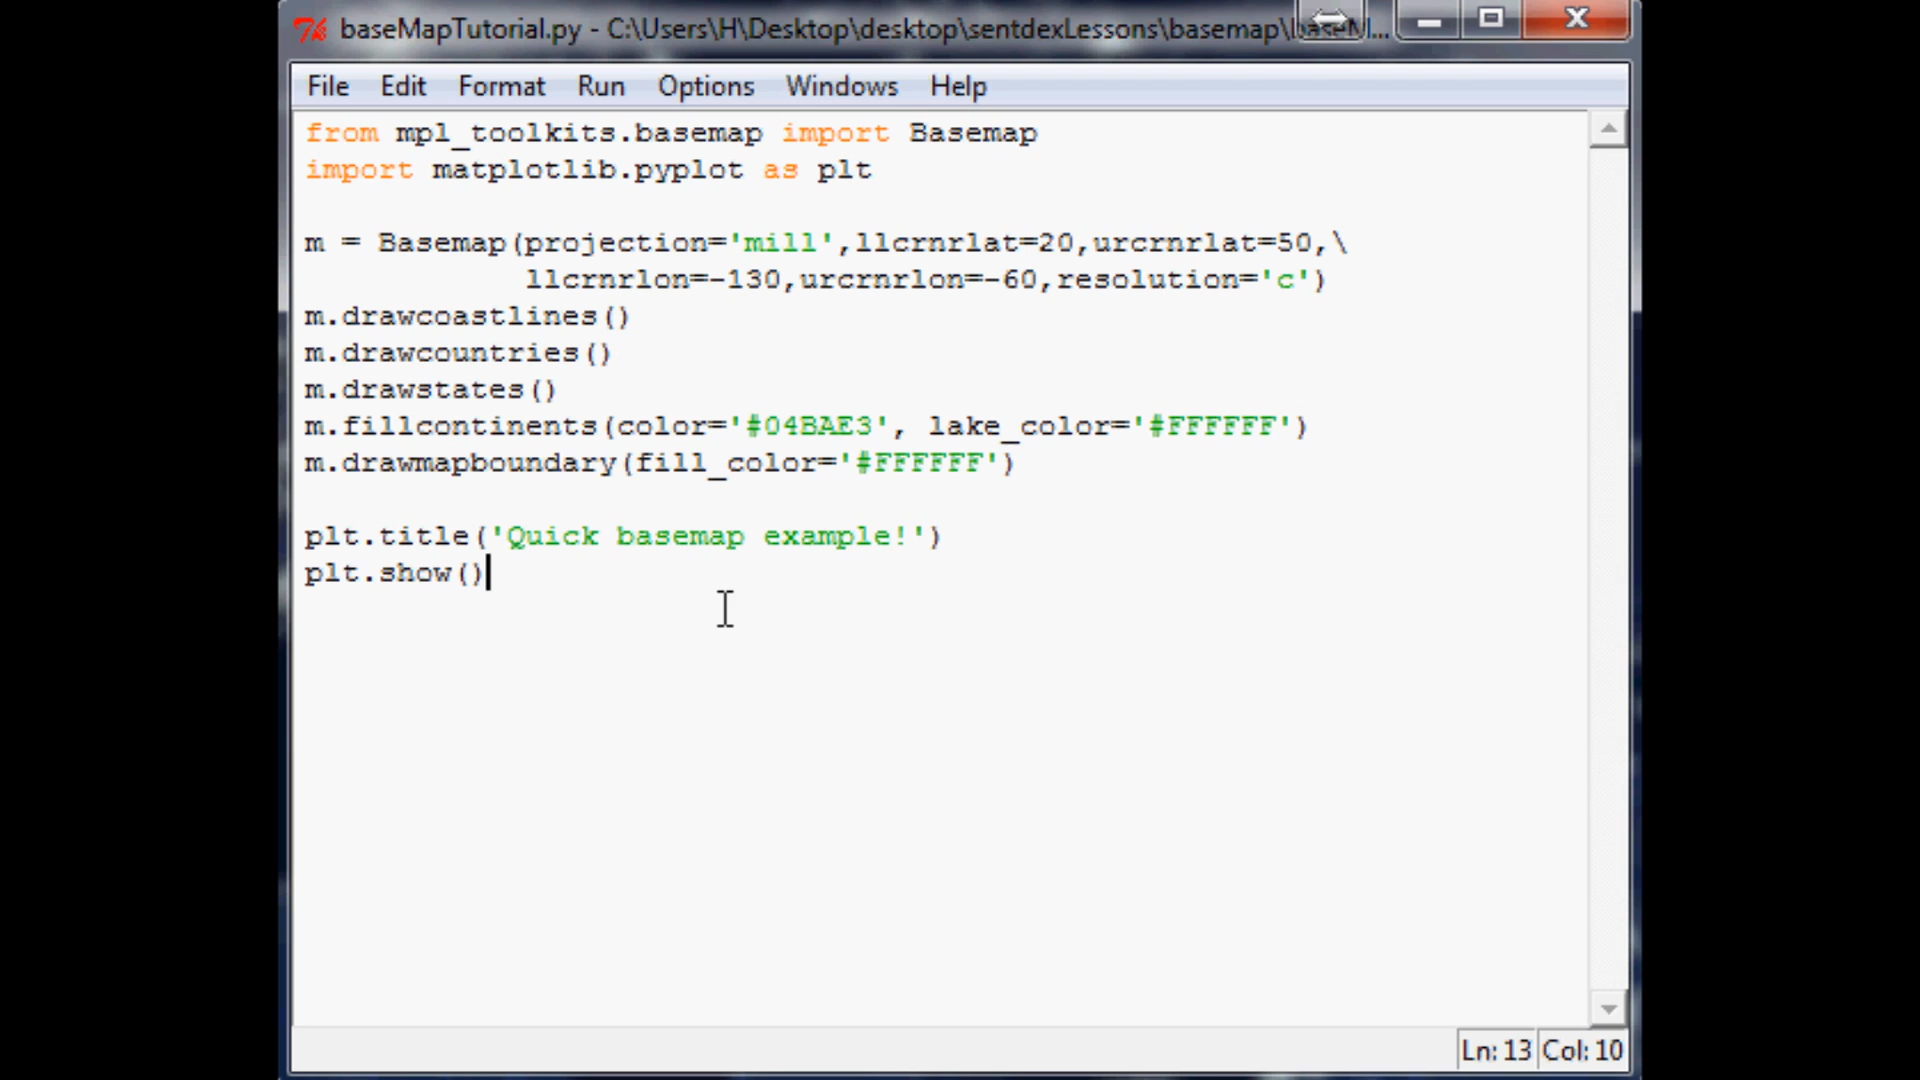 baseMapTutorial.py - C:\Users\H\Desktop\desktop\sentdexLessons\basemap\baseM...
File Edit Format Run Options Windows Help
from mpl_toolkits.basemap import Basemap
import matplotlib.pyplot as plt
m = Basemap(projection='mill',llcrnrlat=20,urcrnrlat=50,\
            llcrnrlon=-130,urcrnrlon=-60,resolution='c')
m.drawcoastlines()
m.drawcountries()
m.drawstates()
m.fillcontinents(color='#04BAE3', lake_color='#FFFFFF')
m.drawmapboundary(fill_color='#FFFFFF')
plt.title('Quick basemap example!')
plt.show()
Ln: 13 Col: 10